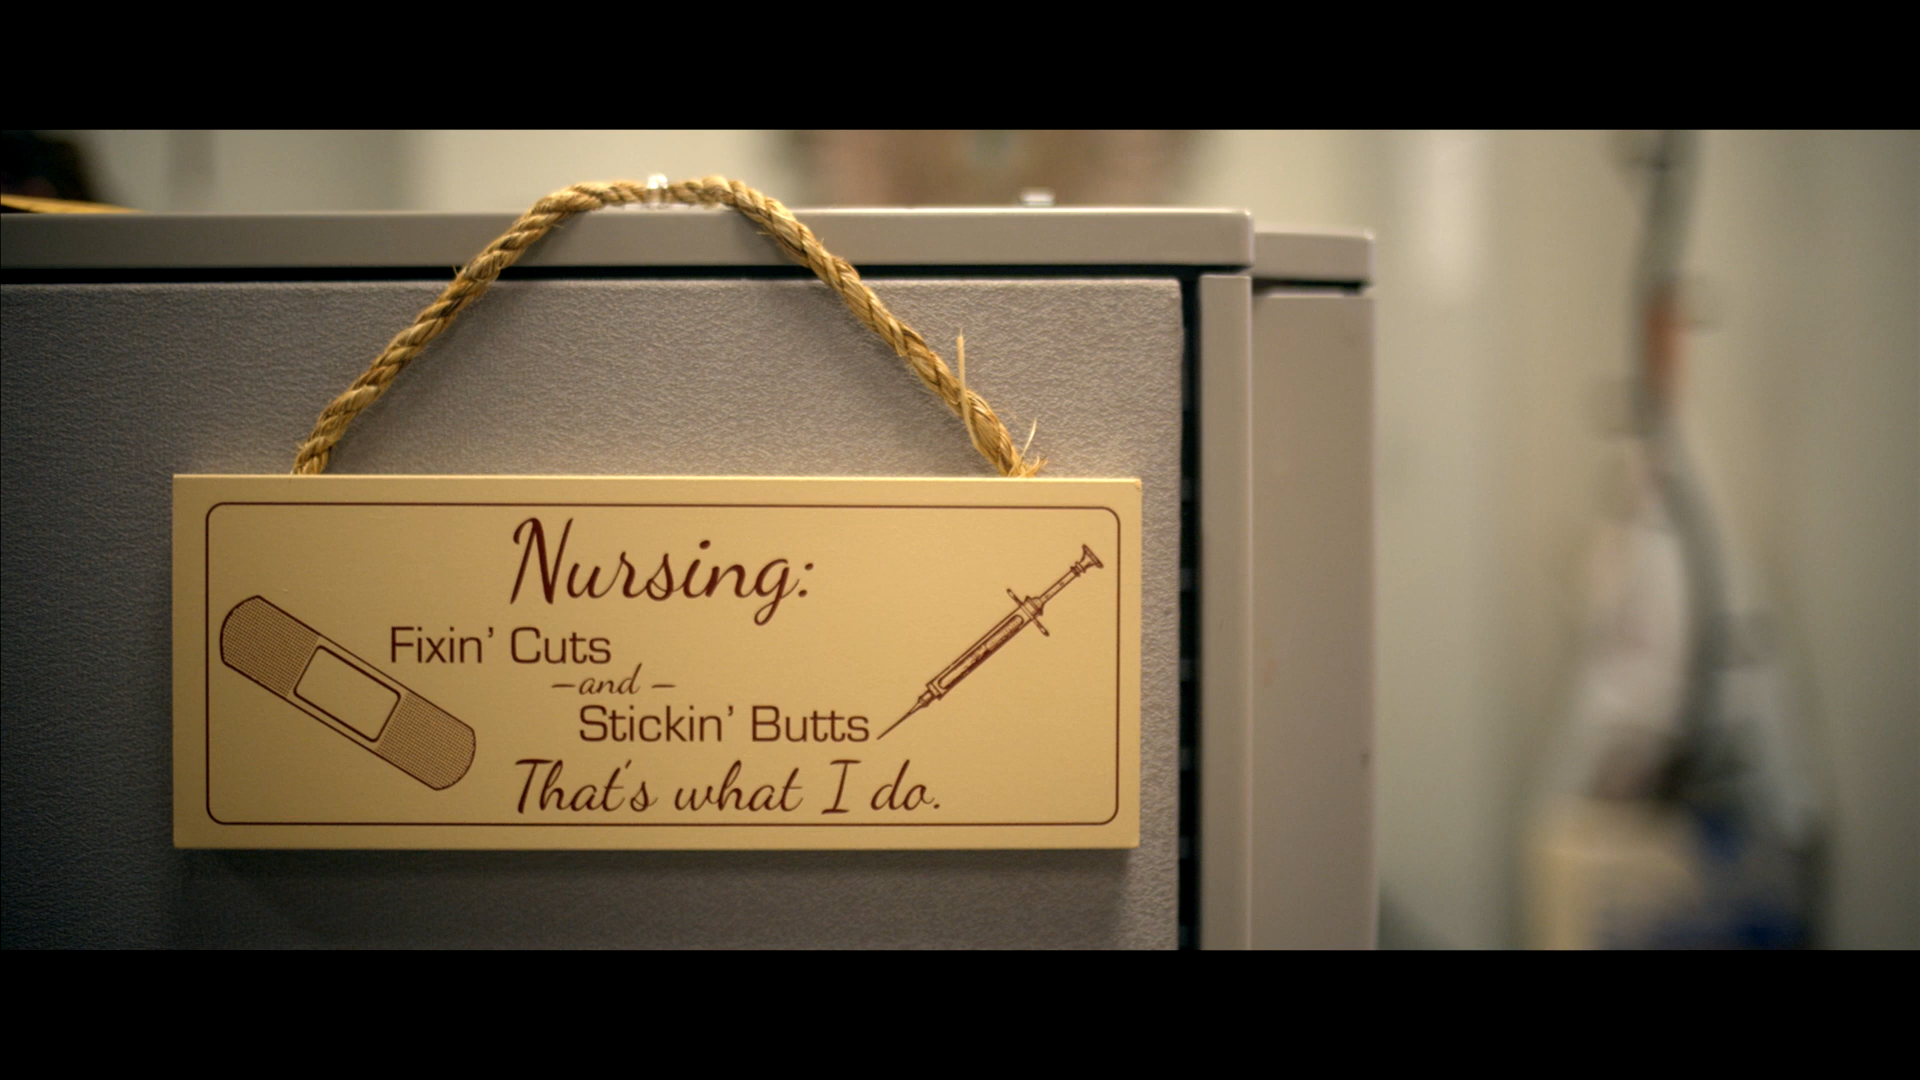 Nursing:
Fixin' Cuts
–and–
Stickin' Butts
That's what I do.